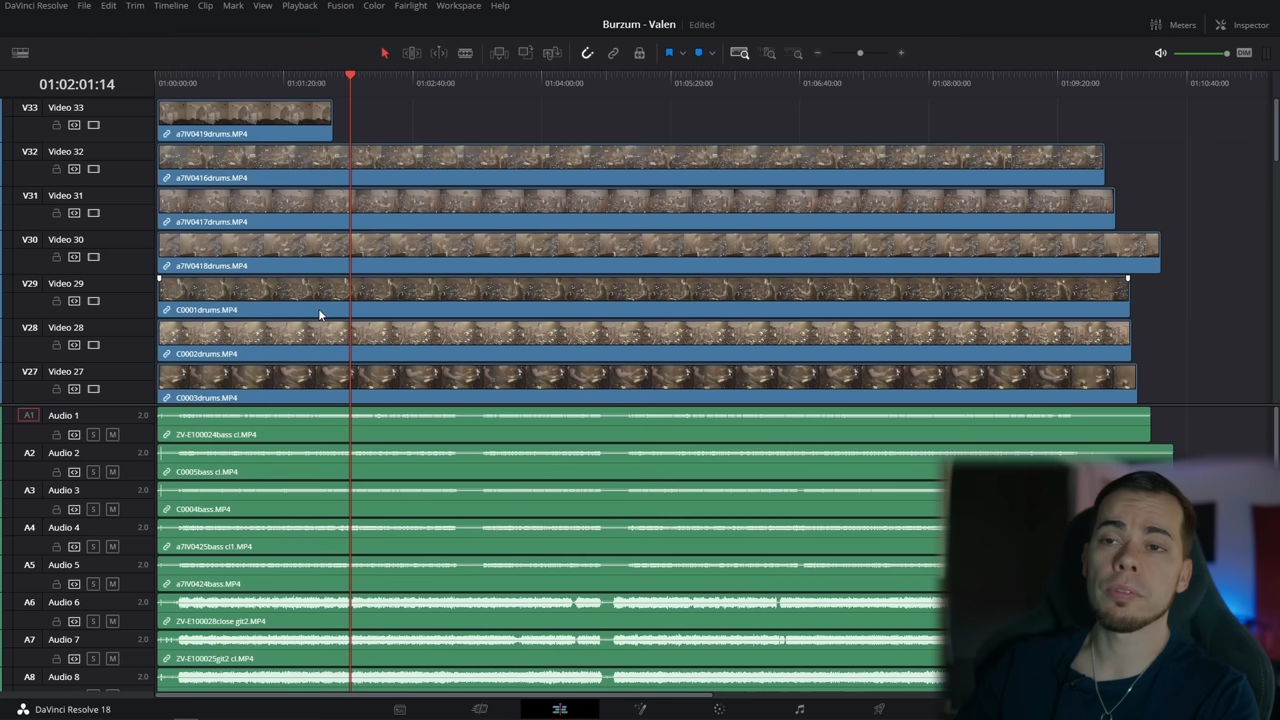 DaVinci Resolve File Edit Trim Timeline Clip Mark View Playback Fusion Color Fairlight Workspace Help
Burzum - Valen Edited
Meters Inspector
DIM
01:02:01:14
01:00:00:00 01:01:20:00 01:02:40:00 01:04:00:00 01:05:20:00 01:06:40:00 01:08:00:00 01:09:20:00 01:10:40:00
V33 Video 33
a7IV0419drums.MP4
V32 Video 32
a7IV0416drums.MP4
V31 Video 31
a7IV0417drums.MP4
V30 Video 30
a7IV0418drums.MP4
V29 Video 29
C0001drums.MP4
V28 Video 28
C0002drums.MP4
V27 Video 27
C0003drums.MP4
A1 Audio 1 2.0
S M
ZV-E100024bass cl.MP4
A2 Audio 2 2.0
S M
C0005bass cl.MP4
A3 Audio 3 2.0
S M
C0004bass.MP4
A4 Audio 4 2.0
S M
a7IV0425bass cl1.MP4
A5 Audio 5 2.0
S M
a7IV0424bass.MP4
A6 Audio 6 2.0
S M
ZV-E100028close git2.MP4
A7 Audio 7 2.0
S M
ZV-E100025git2 cl.MP4
A8 Audio 8 2.0
DaVinci Resolve 18